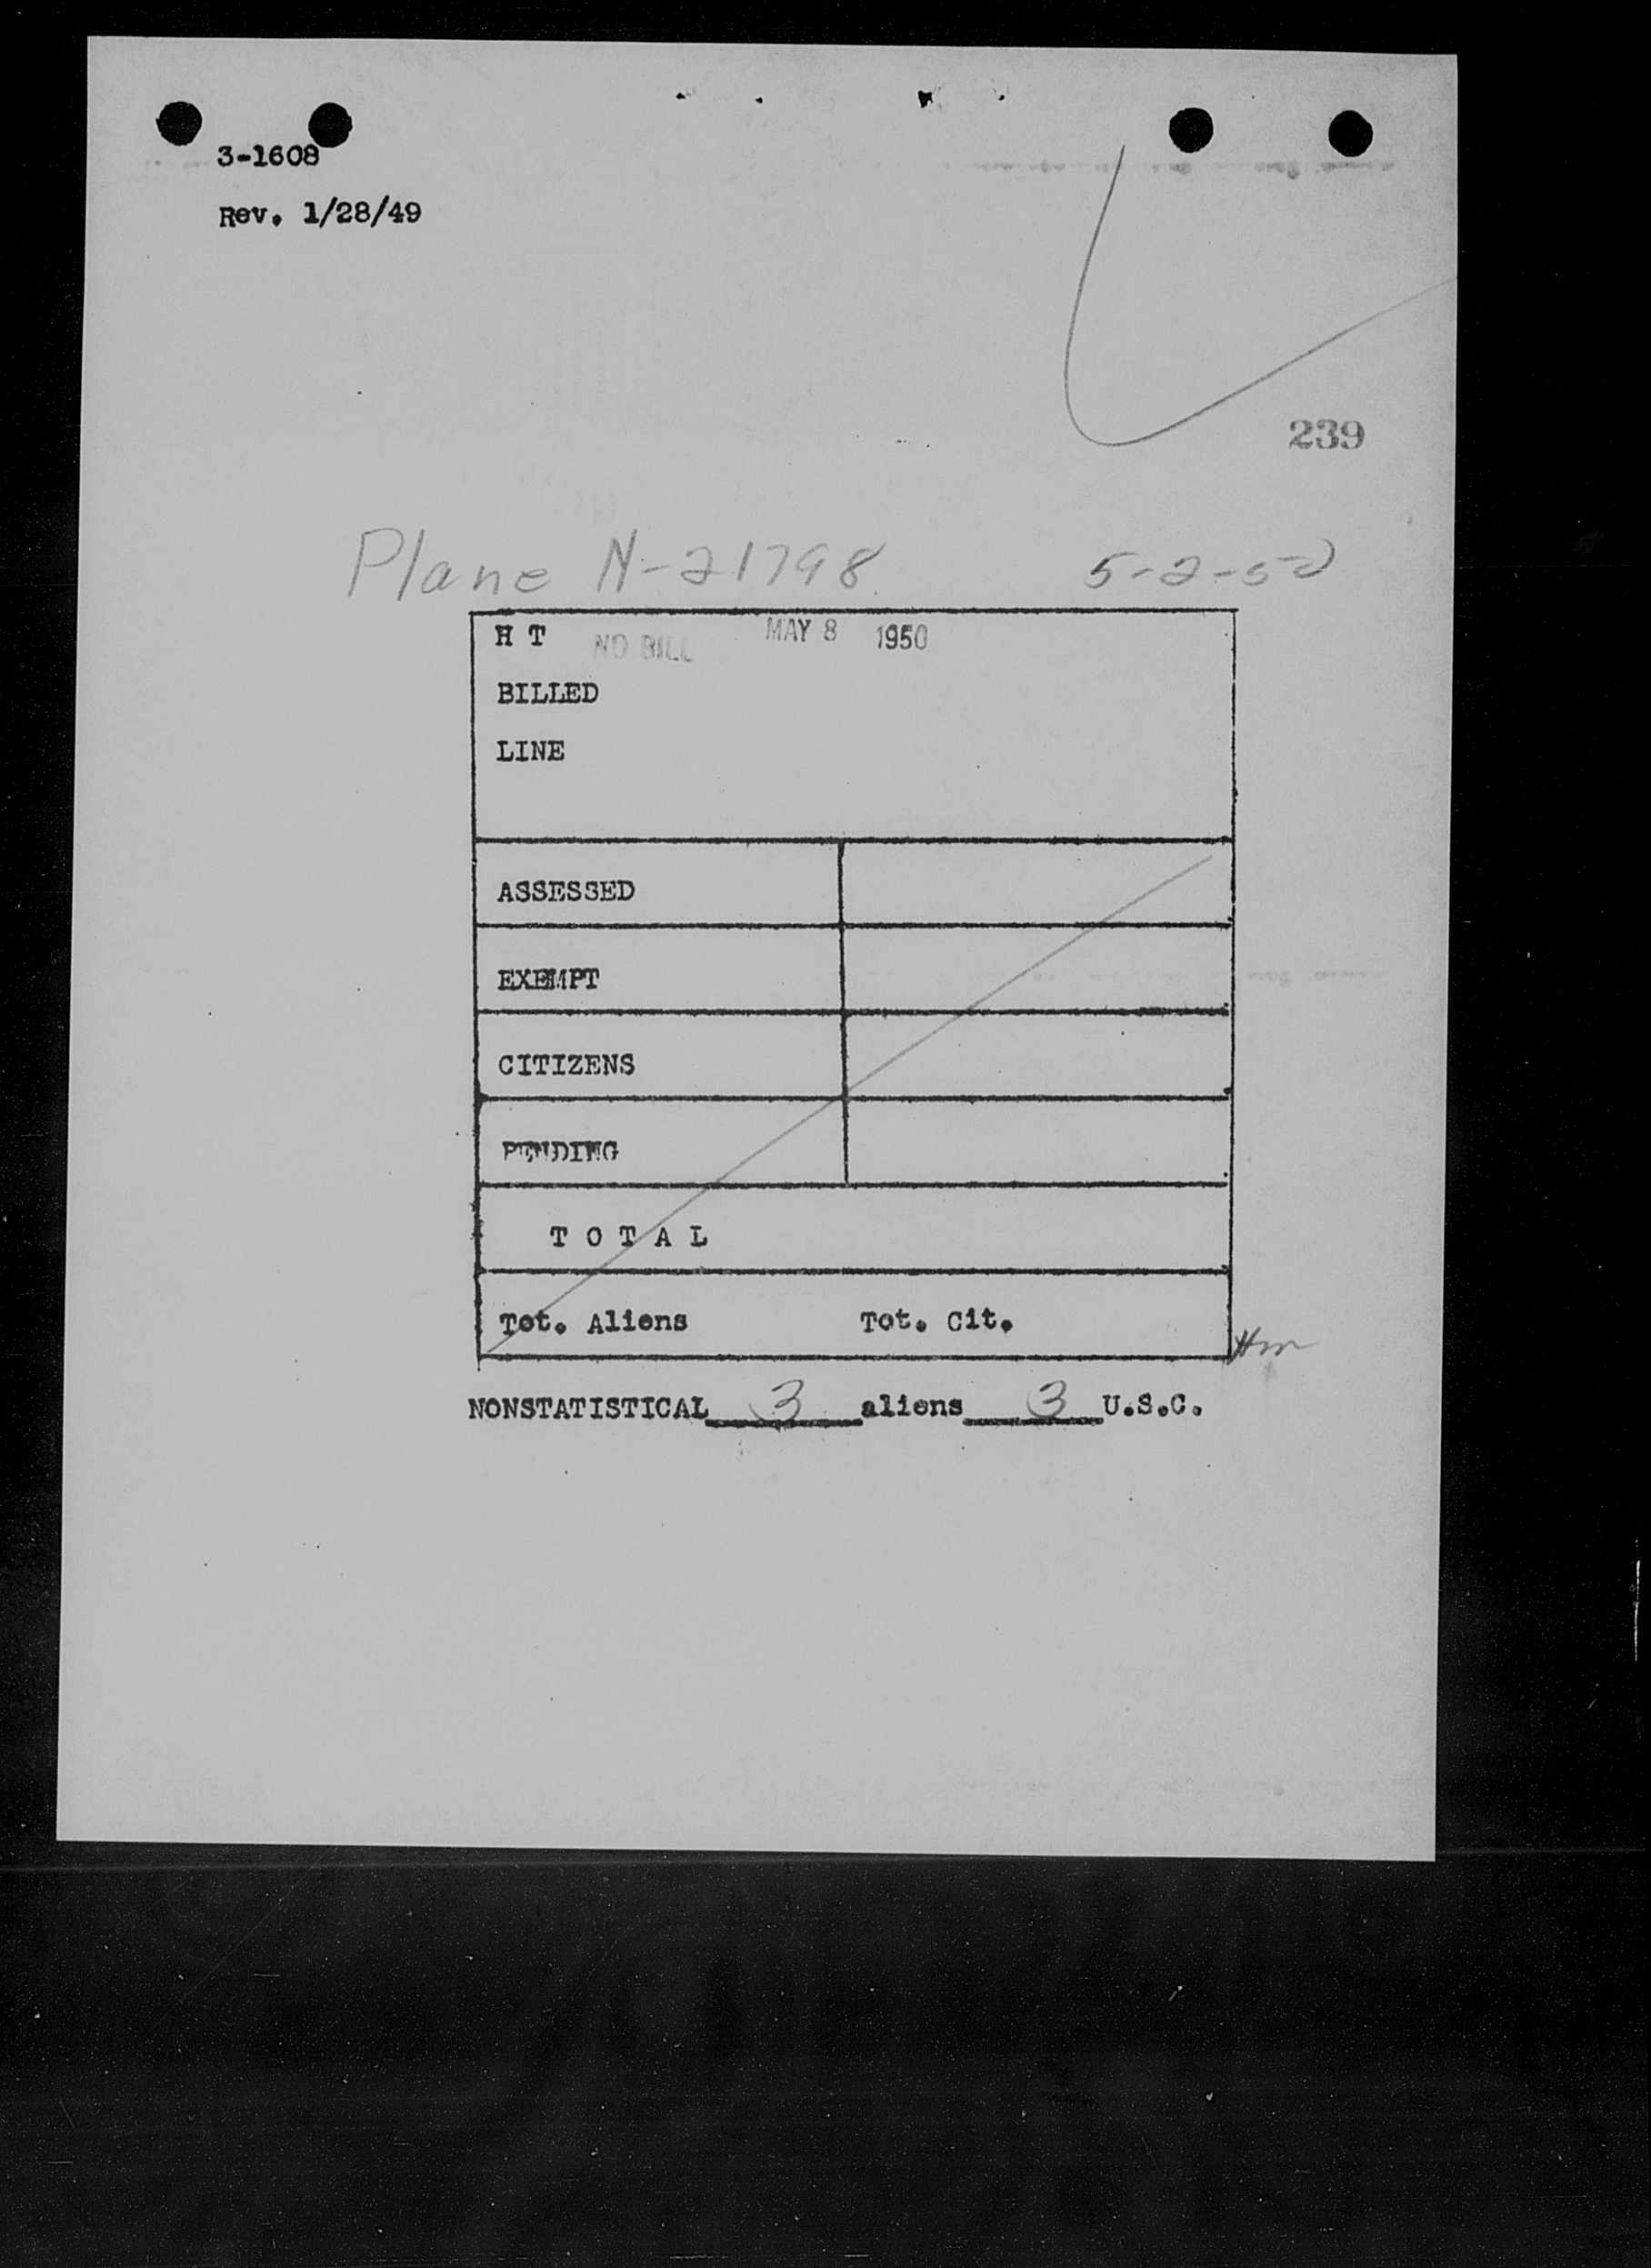 3-1608
Rev. 1/28/49
239
Plane N-21798 5-2-50
H T NO BILL MAY 8 1950
BILLED
LINE
ASSESSED
EXEMPT
CITIZENS
PENDING
T O T A L
Tot. Aliens Tot. Cit.
Hm
NONSTATISTICAL 3 aliens 3 U.S.C.